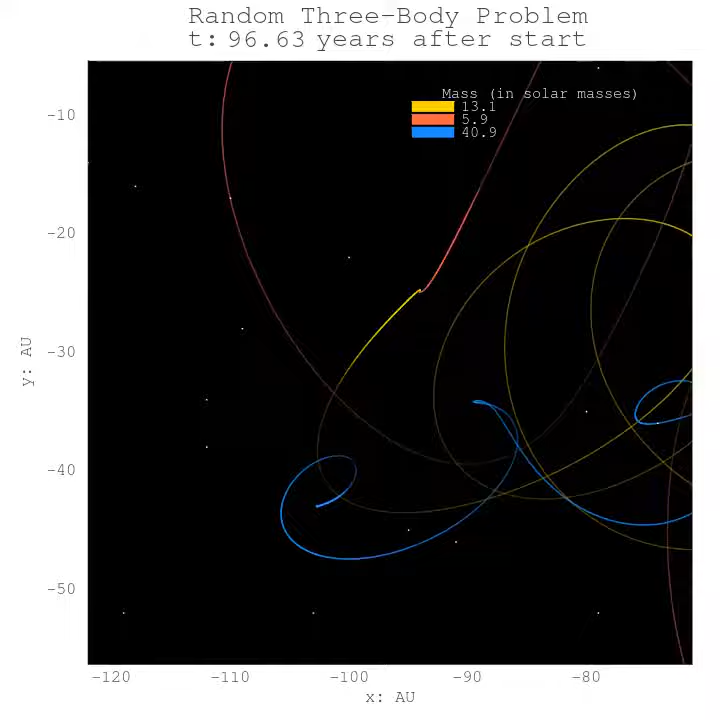 Random Three-Body Problem
t: 96.63 years after start
Mass (in solar masses)
13.1
5.9
40.9
-10
-20
-30
-40
-50
y: AU
-120 -110 -100 -90 -80
x: AU